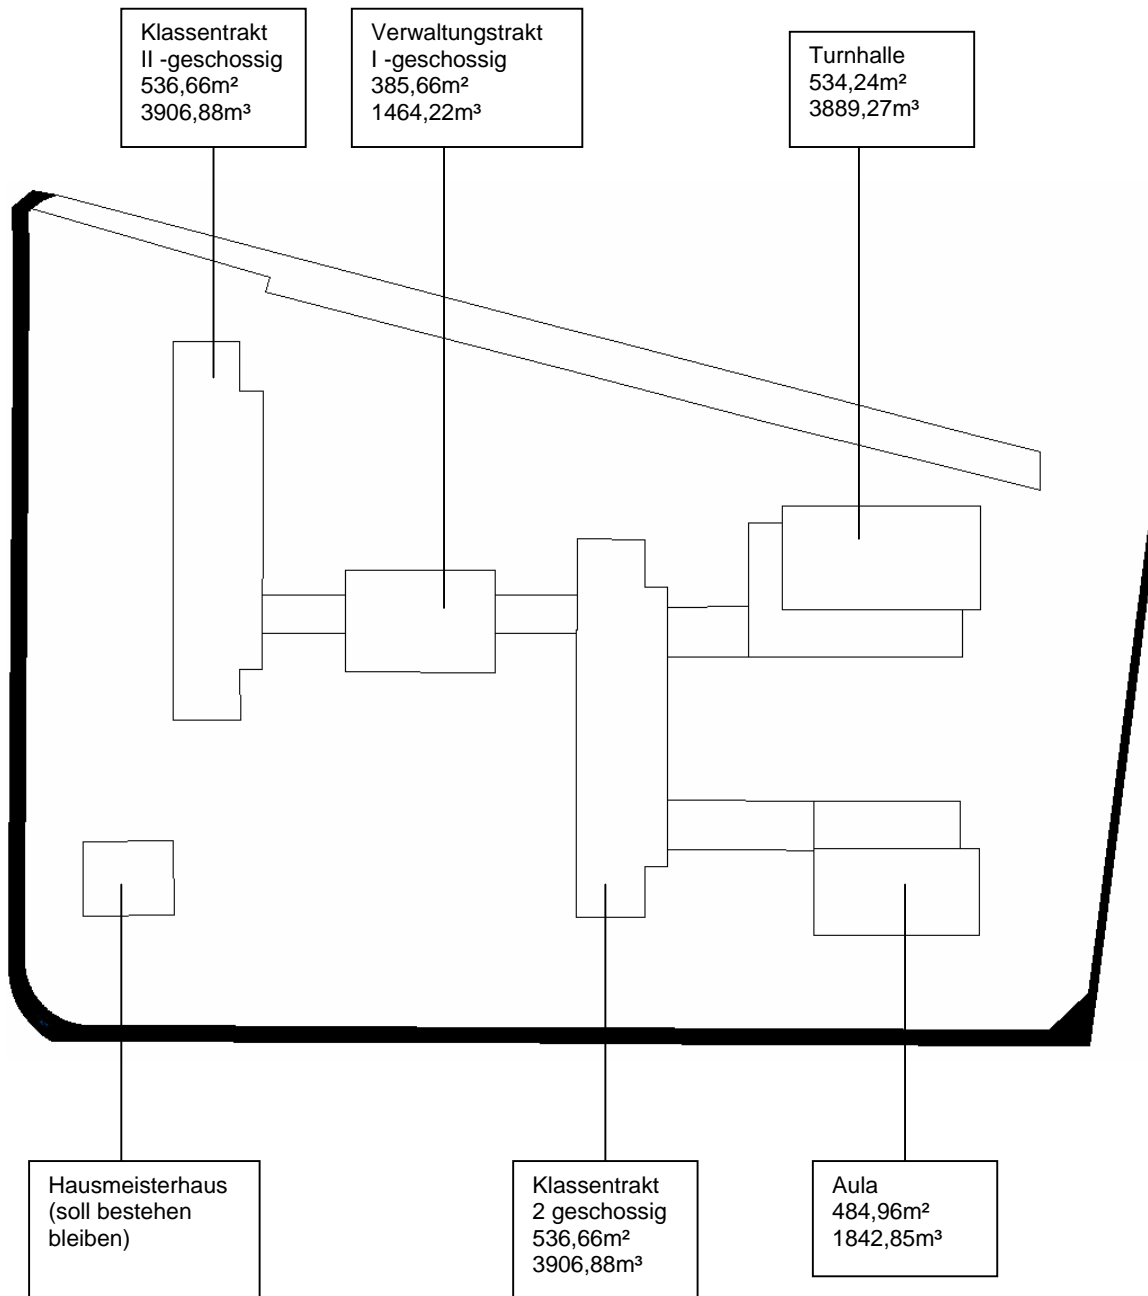 Klassentrakt
II -geschossig
536,66m²
3906,88m³
Verwaltungstrakt
I -geschossig
385,66m²
1464,22m³
Turnhalle
534,24m²
3889,27m³
Hausmeisterhaus
(soll bestehen
bleiben)
Klassentrakt
2 geschossig
536,66m²
3906,88m³
Aula
484,96m²
1842,85m³